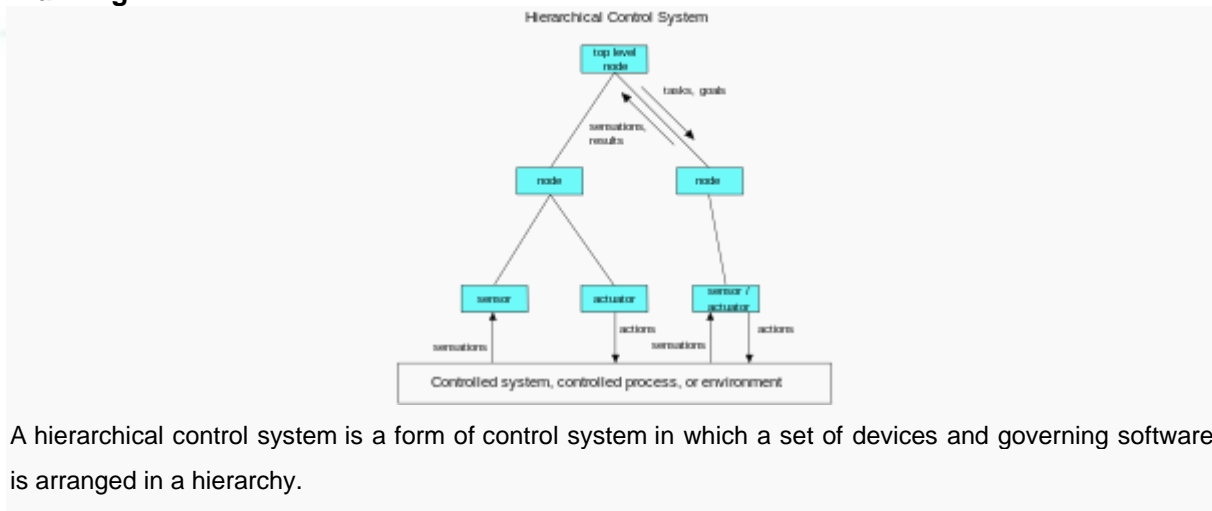 Hierarchical Control System
top level
node
tasks, goals
sensations,
results
node
node
sensor
actuator
sensor /
actuator
sensations
actions
sensations
actions
Controlled system, controlled process, or environment
A hierarchical control system is a form of control system in which a set of devices and governing software
is arranged in a hierarchy.